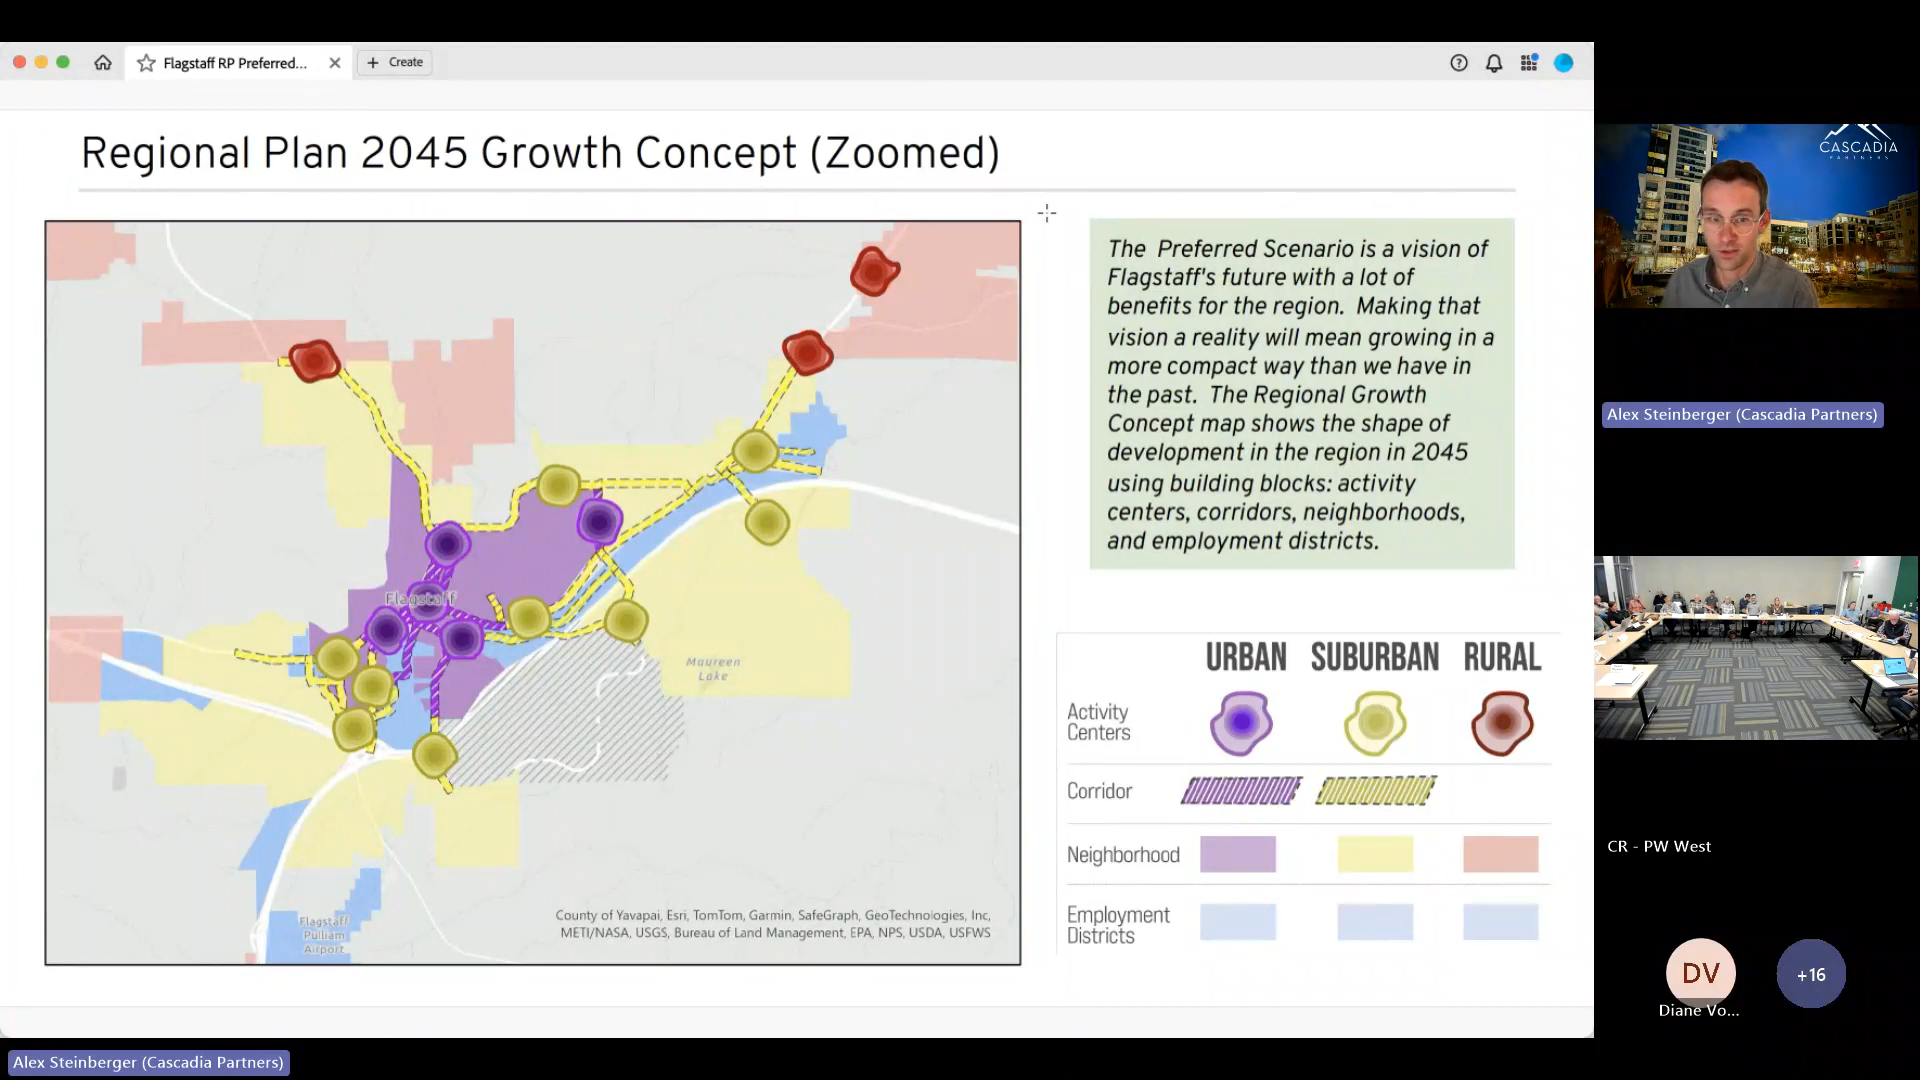 Flagstaff RP Preferred...
Create
Regional Plan 2045 Growth Concept (Zoomed)
Flagstaff
Maureen
Lake
Flagstaff
Pulliam
Airport
County of Yavapai, Esri, TomTom, Garmin, SafeGraph, GeoTechnologies, Inc,
METI/NASA, USGS, Bureau of Land Management, EPA, NPS, USDA, USFWS
The Preferred Scenario is a vision of
Flagstaff's future with a lot of
benefits for the region. Making that
vision a reality will mean growing in a
more compact way than we have in
the past. The Regional Growth
Concept map shows the shape of
development in the region in 2045
using building blocks: activity
centers, corridors, neighborhoods,
and employment districts.
URBAN SUBURBAN RURAL
Activity
Centers
Corridor
Neighborhood
Employment
Districts
CASCADIA
PARTNERS
Alex Steinberger (Cascadia Partners)
CR - PW West
DV
+16
Diane Vo...
Alex Steinberger (Cascadia Partners)